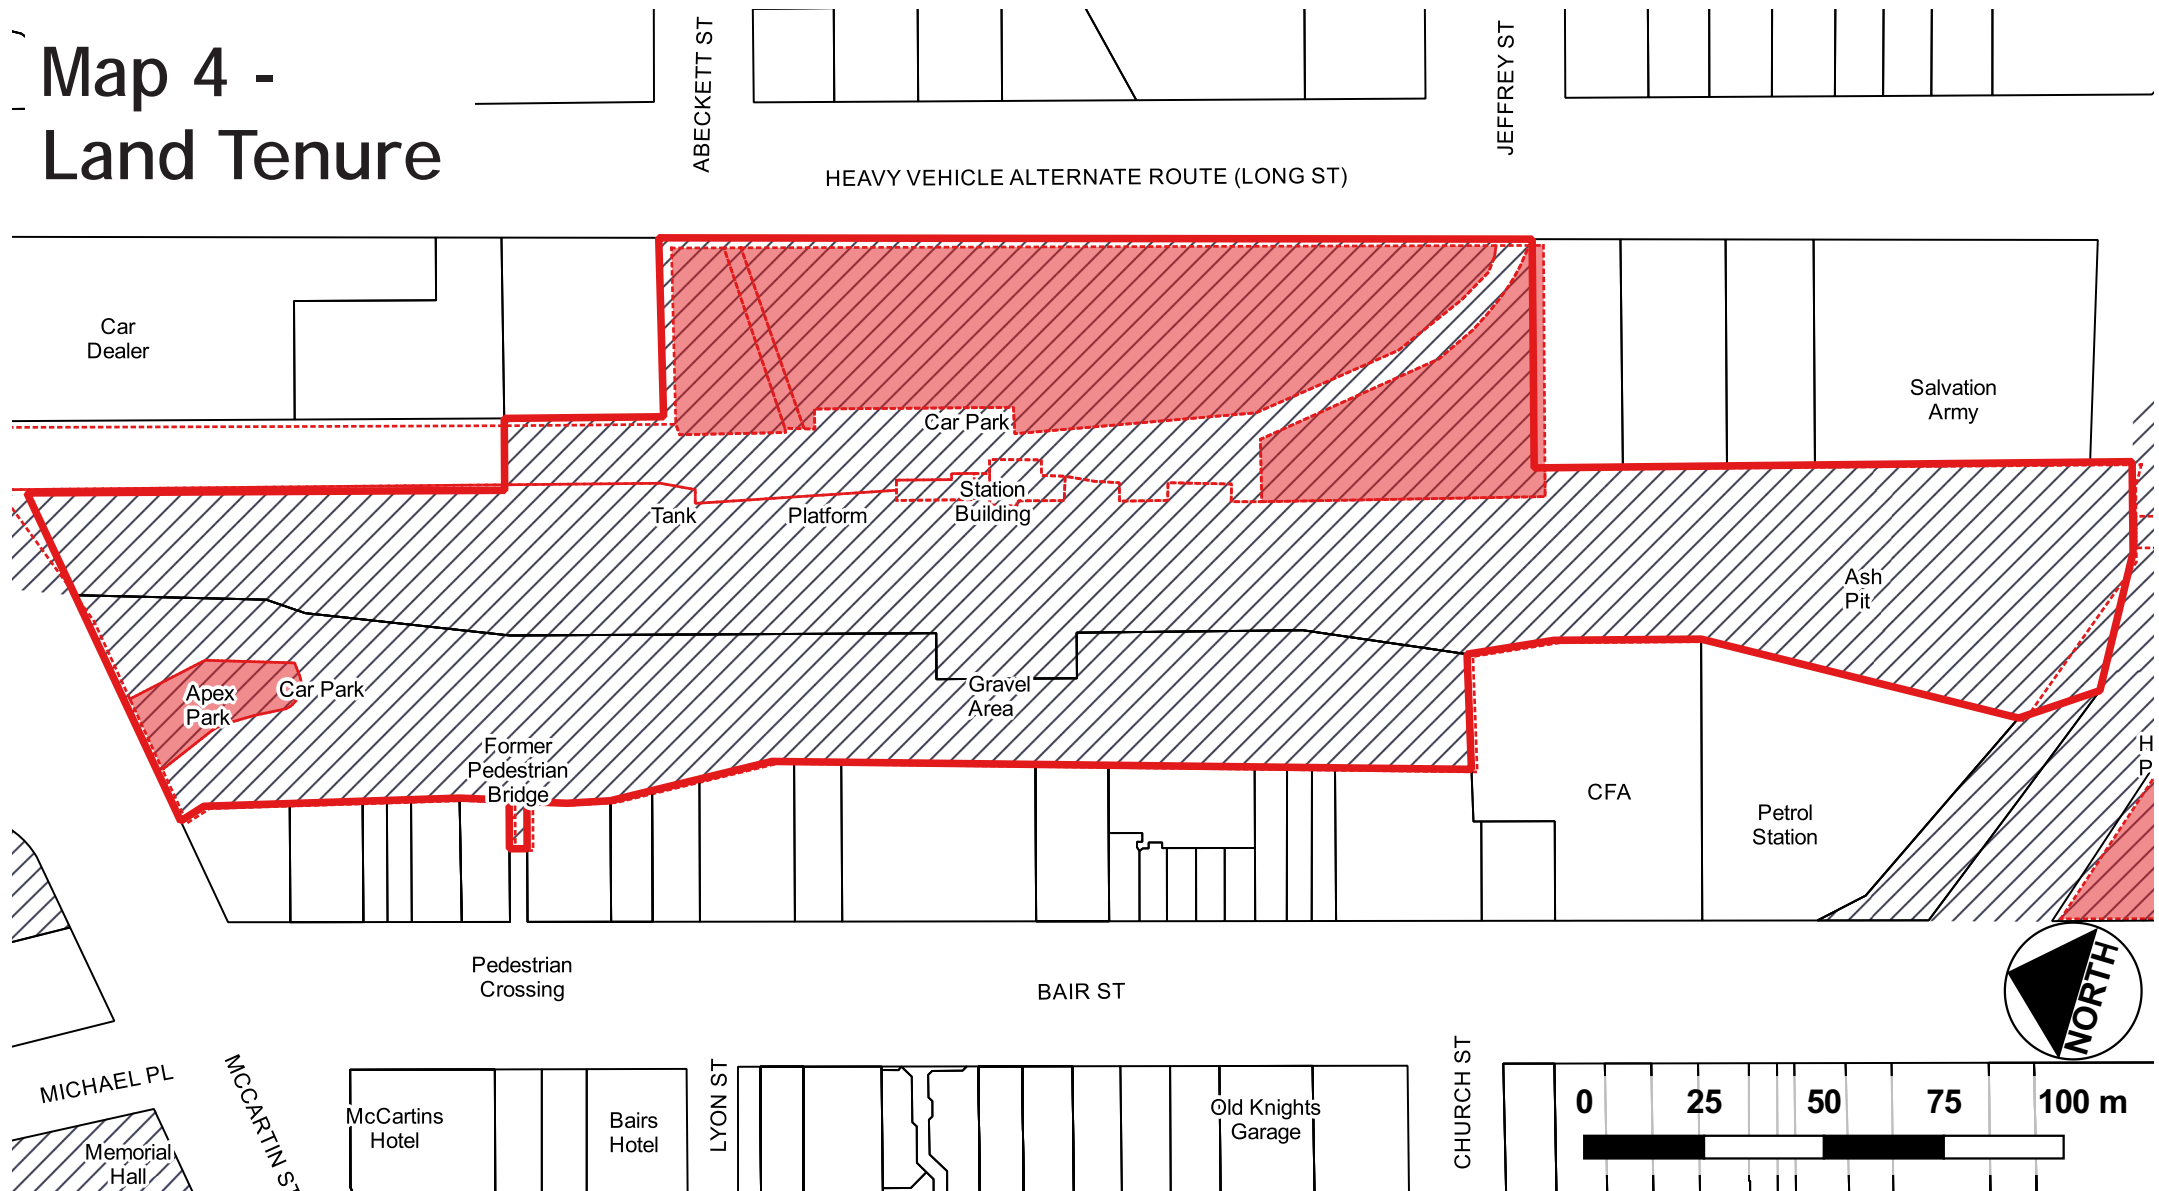 Map 4 -
Land Tenure
ABECKETT ST
JEFFREY ST
HEAVY VEHICLE ALTERNATE ROUTE (LONG ST)
Car
Dealer
Salvation
Army
Car Park
Station
Building
Tank
Platform
Ash
Pit
Apex
Park
Car Park
Gravel
Area
Former
Pedestrian
Bridge
H
P
CFA
Petrol
Station
Pedestrian
Crossing
BAIR ST
NORTH
MICHAEL PL
MCCARTIN ST
LYON ST
CHURCH ST
McCartins
Hotel
Bairs
Hotel
Old Knights
Garage
Memorial
Hall
0 25 50 75 100 m